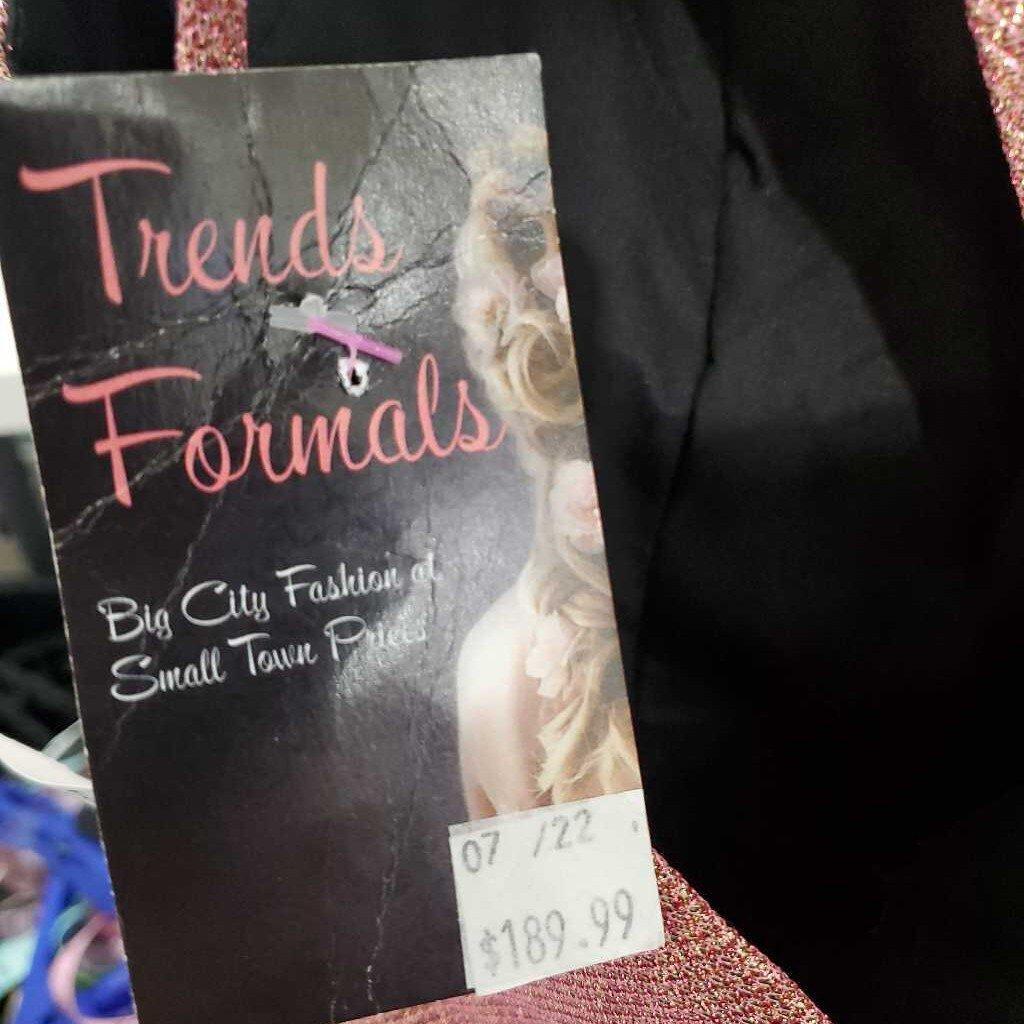 Trends
Formals
Big City Fashion at
Small Town Prices
07 /22
$189.99